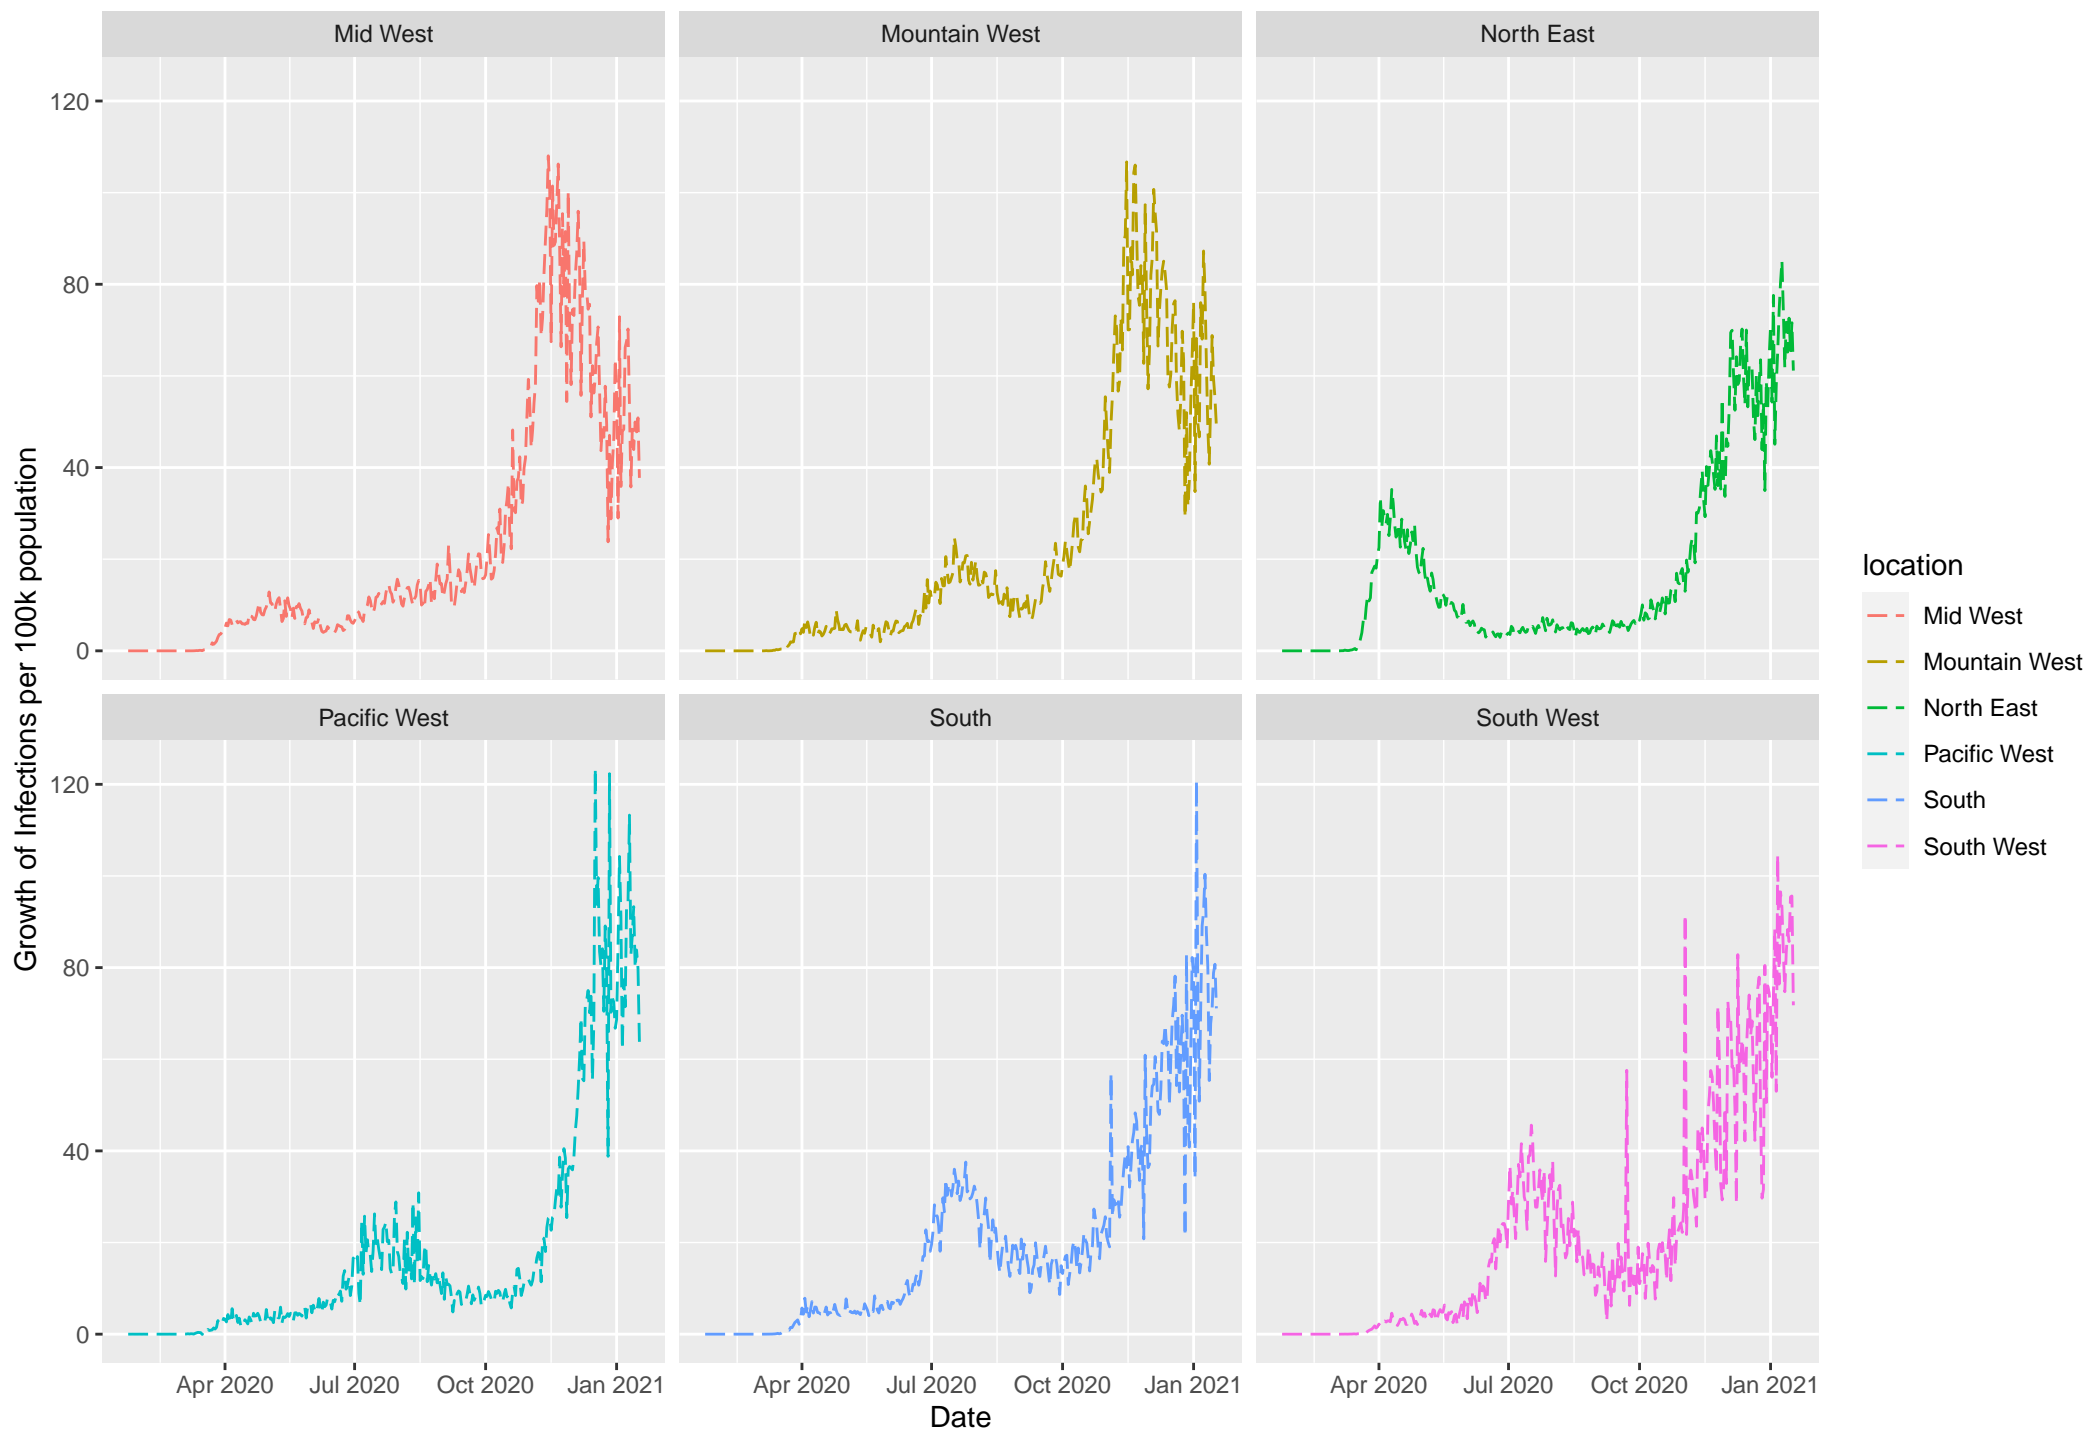 Mid West
Mountain West
North East
120
80
40
0
Pacific West
South
South West
120
80
40
0
Apr 2020
Jul 2020
Oct 2020
Jan 2021
Apr 2020
Jul 2020
Oct 2020
Jan 2021
Apr 2020
Jul 2020
Oct 2020
Jan 2021
Date
Growth of Infections per 100k population
location
Mid West
Mountain West
North East
Pacific West
South
South West